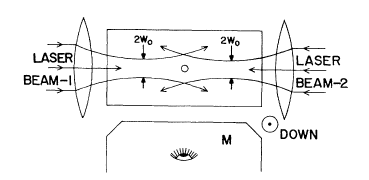 2W₀ 2W₀
LASER LASER
BEAM-1 BEAM-2
M DOWN